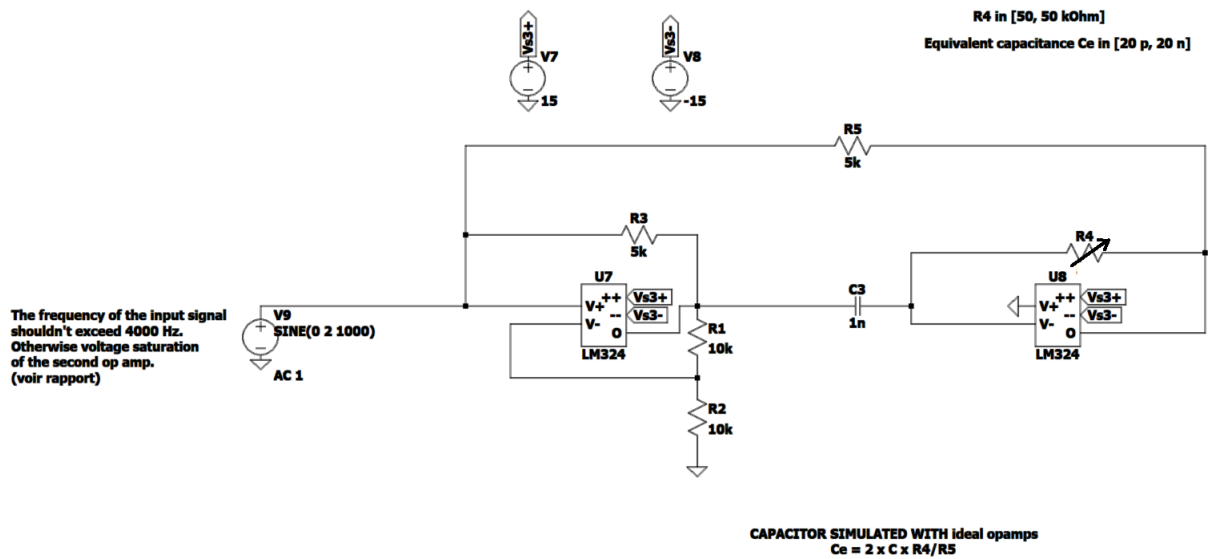 R4 in [50, 50 kOhm]
Equivalent capacitance Ce in [20 p, 20 n]
Vs3+
V7
15
Vs3-
V8
-15
R5
5k
R3
5k
R4
U7
V+
++
--
V-
O
LM324
Vs3+
Vs3-
C3
1n
U8
V+
++
--
V-
O
LM324
Vs3+
Vs3-
The frequency of the input signal
shouldn't exceed 4000 Hz.
Otherwise voltage saturation
of the second op amp.
(voir rapport)
V9
SINE(0 2 1000)
AC 1
R1
10k
R2
10k
CAPACITOR SIMULATED WITH ideal opamps
Ce = 2 x C x R4/R5